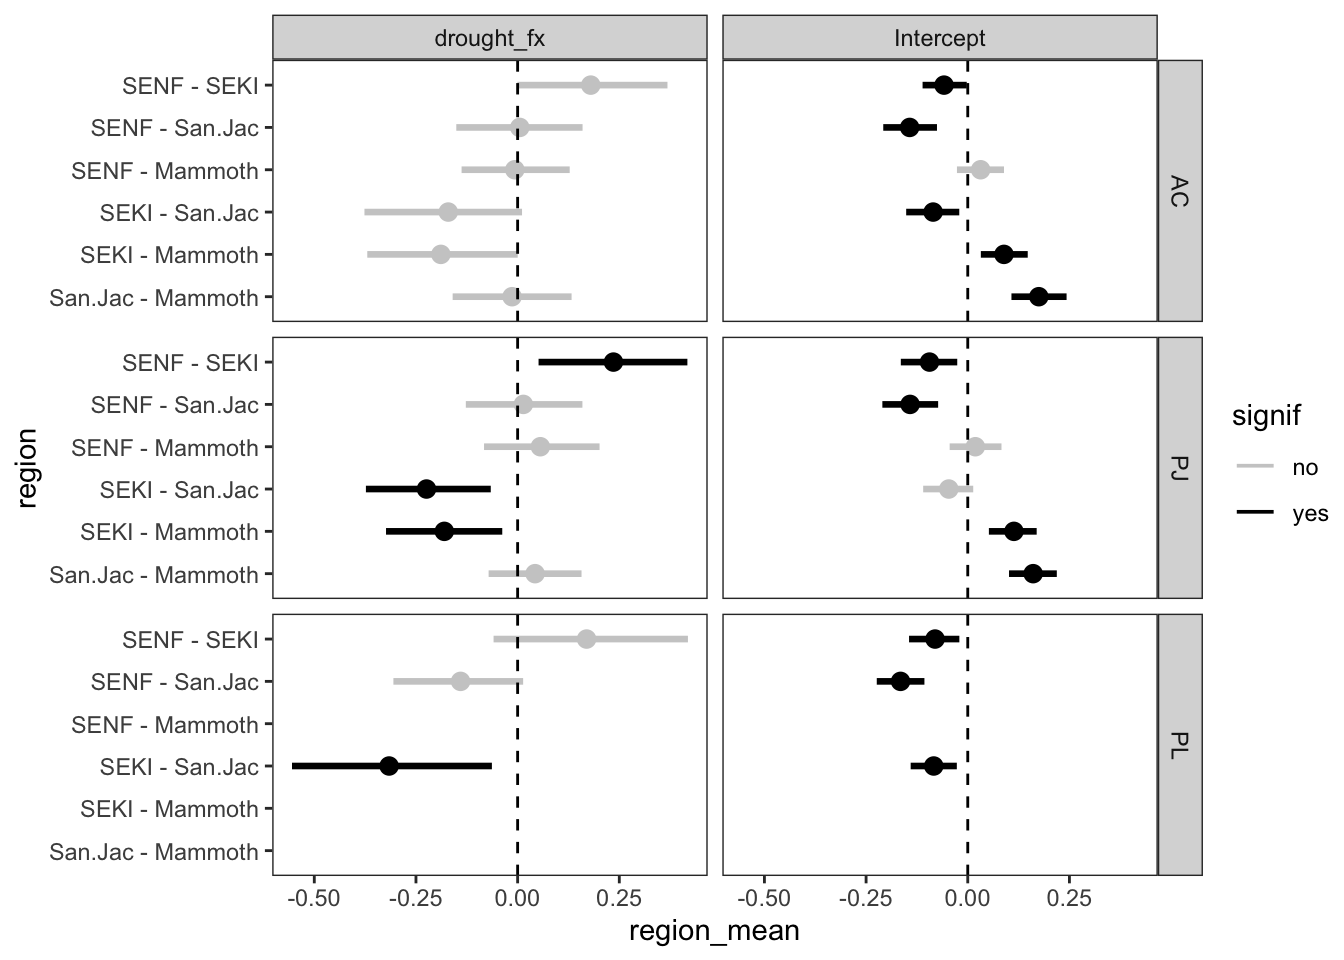 drought_fx
Intercept
SENF - SEKI
SENF - San.Jac
SENF - Mammoth
SEKI - San.Jac
SEKI - Mammoth
San.Jac - Mammoth
AC
SENF - SEKI
SENF - San.Jac
SENF - Mammoth
SEKI - San.Jac
SEKI - Mammoth
San.Jac - Mammoth
PJ
SENF - SEKI
SENF - San.Jac
SENF - Mammoth
SEKI - San.Jac
SEKI - Mammoth
San.Jac - Mammoth
PL
region
-0.50 -0.25 0.00 0.25
-0.50 -0.25 0.00 0.25
region_mean
signif
no
yes